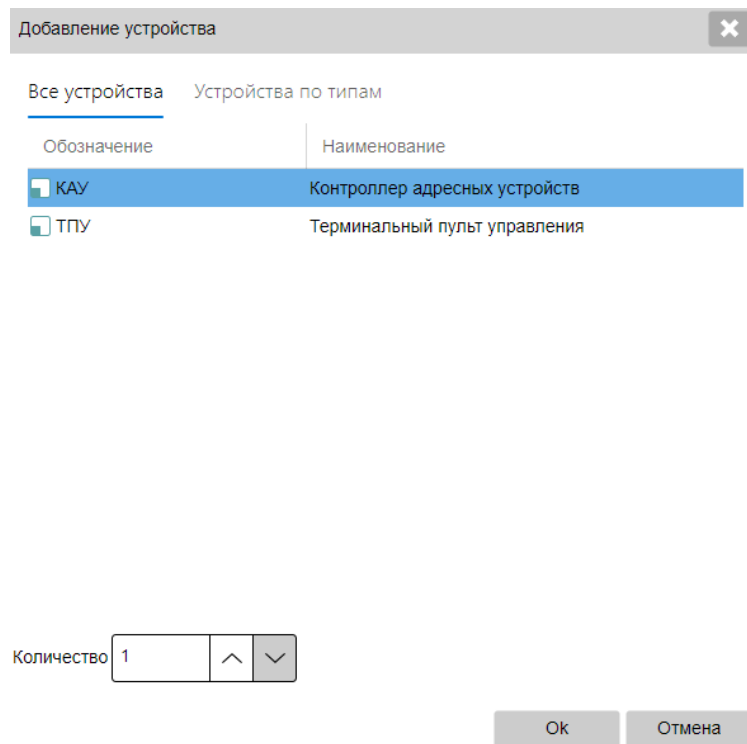 Добавление устройства
Все устройства Устройства по типам
Обозначение Наименование
КАУ Контроллер адресных устройств
ТПУ Терминальный пульт управления
Количество 1
Ok Отмена